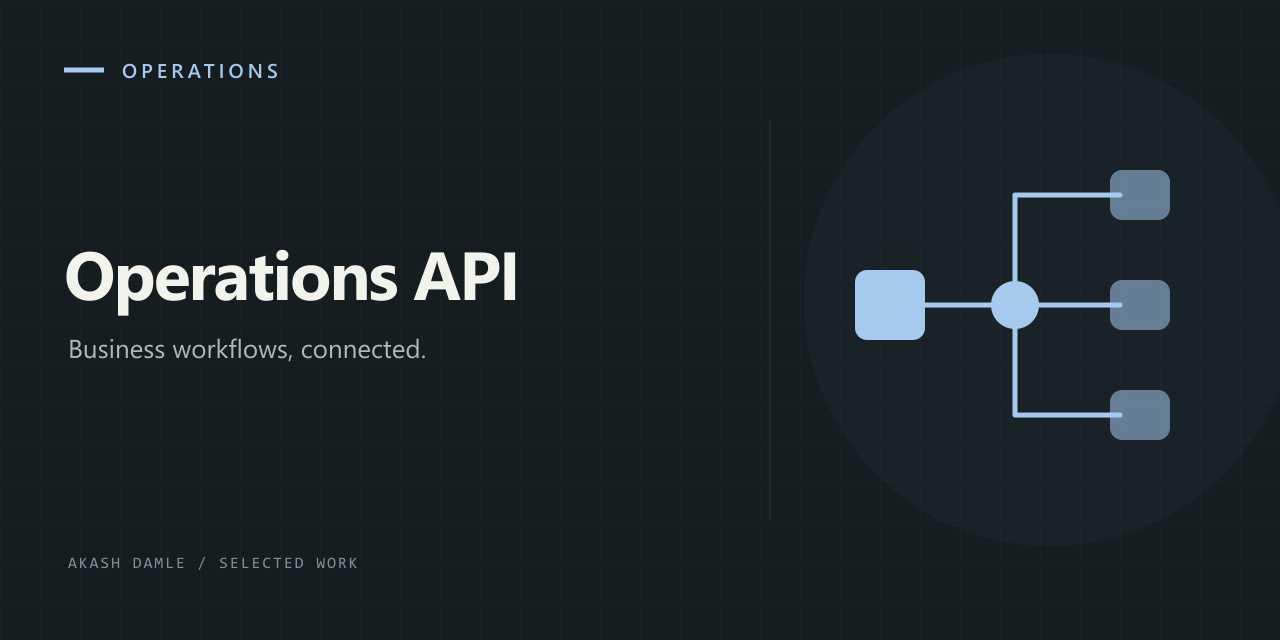 OPERATIONS
Operations API
Business workflows, connected.
AKASH DAMLE / SELECTED WORK